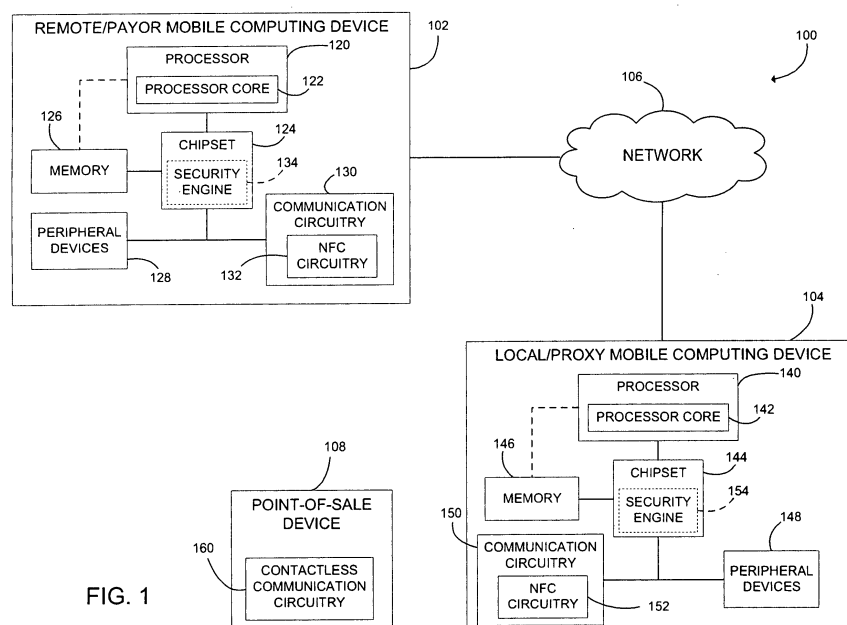 REMOTE/PAYOR MOBILE COMPUTING DEVICE
102
PROCESSOR
120
PROCESSOR CORE
122
126
MEMORY
CHIPSET
124
SECURITY
ENGINE
134
130
COMMUNICATION
CIRCUITRY
NFC
CIRCUITRY
132
PERIPHERAL
DEVICES
128
100
106
NETWORK
104
LOCAL/PROXY MOBILE COMPUTING DEVICE
PROCESSOR
140
PROCESSOR CORE
142
146
MEMORY
CHIPSET
144
SECURITY
ENGINE
154
150
COMMUNICATION
CIRCUITRY
NFC
CIRCUITRY
152
148
PERIPHERAL
DEVICES
108
POINT-OF-SALE
DEVICE
160
CONTACTLESS
COMMUNICATION
CIRCUITRY
FIG. 1